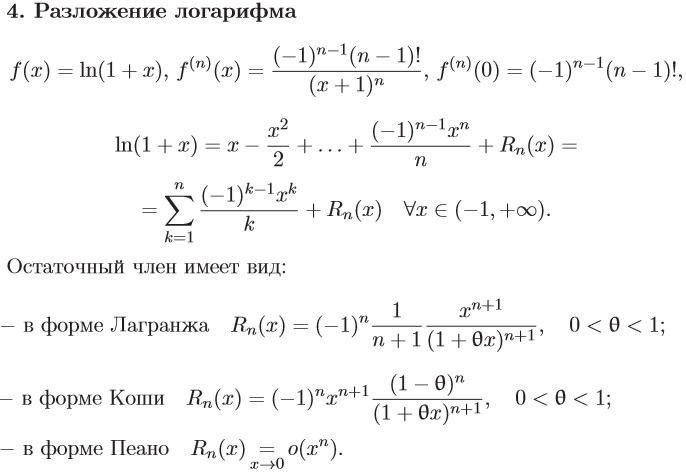 4. Разложение логарифма
f(x) = ln(1 + x), f^{(n)}(x) = \frac{(-1)^{n-1}(n-1)!}{(x+1)^n}, f^{(n)}(0) = (-1)^{n-1}(n-1)!,
ln(1 + x) = x - \frac{x^2}{2} + … + \frac{(-1)^{n-1}x^n}{n} + R_n(x) =
= \sum_{k=1}^{n} \frac{(-1)^{k-1}x^k}{k} + R_n(x) ∀x ∈ (-1, +∞).
Остаточный член имеет вид:
– в форме Лагранжа R_n(x) = (-1)^n \frac{1}{n+1} \frac{x^{n+1}}{(1+θx)^{n+1}}, 0 < θ < 1;
– в форме Коши R_n(x) = (-1)^n x^{n+1} \frac{(1-θ)^n}{(1+θx)^{n+1}}, 0 < θ < 1;
– в форме Пеано R_n(x) \underset{x→0}{=} o(x^n).